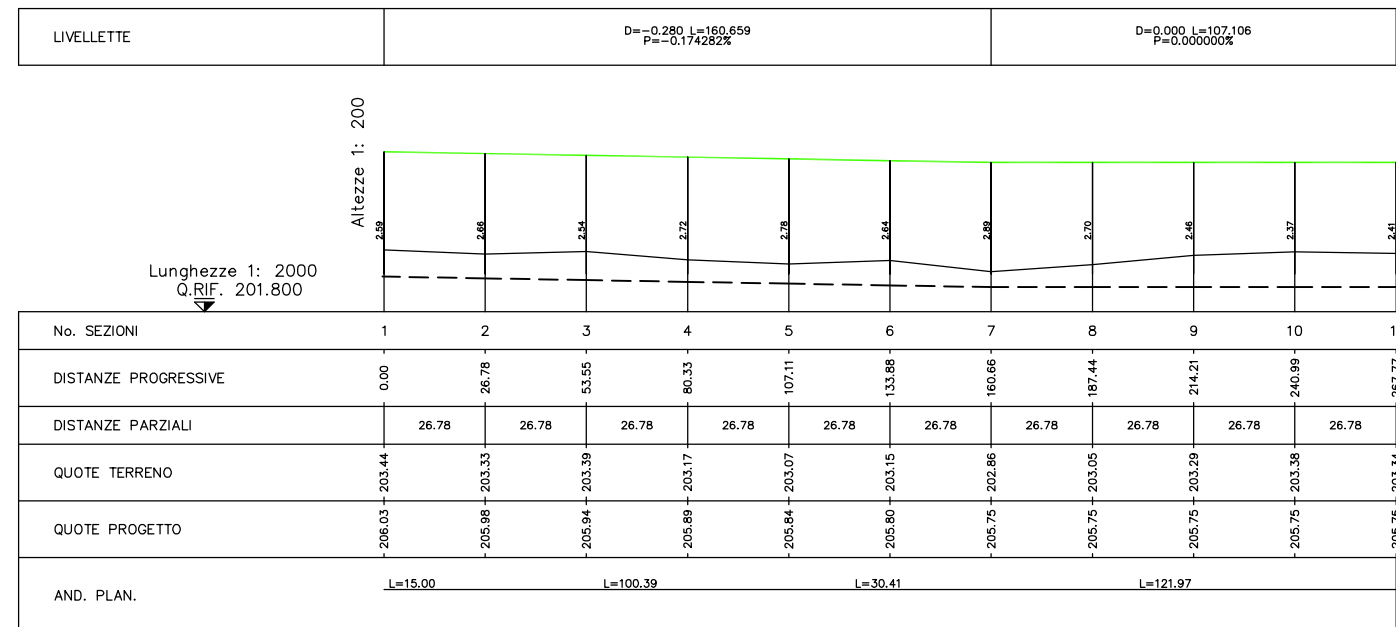 LIVELLETTE
D=-0.280 L=160.659
P=-0.174282%
D=0.000 L=107.106
P=0.000000%
Altezze 1: 200
2.59 2.66 2.54 2.72 2.78 2.64 2.89 2.70 2.46 2.37 2.41
Lunghezze 1: 2000
Q.RIF. 201.800
No. SEZIONI 1 2 3 4 5 6 7 8 9 10 1
DISTANZE PROGRESSIVE 0.00 26.78 53.55 80.33 107.11 133.88 160.66 187.44 214.21 240.99 267.77
DISTANZE PARZIALI 26.78 26.78 26.78 26.78 26.78 26.78 26.78 26.78 26.78 26.78
QUOTE TERRENO 203.44 203.33 203.39 203.17 203.07 203.15 202.86 203.05 203.29 203.38 203.34
QUOTE PROGETTO 206.03 205.98 205.94 205.89 205.84 205.80 205.75 205.75 205.75 205.75
AND. PLAN. L=15.00 L=100.39 L=30.41 L=121.97